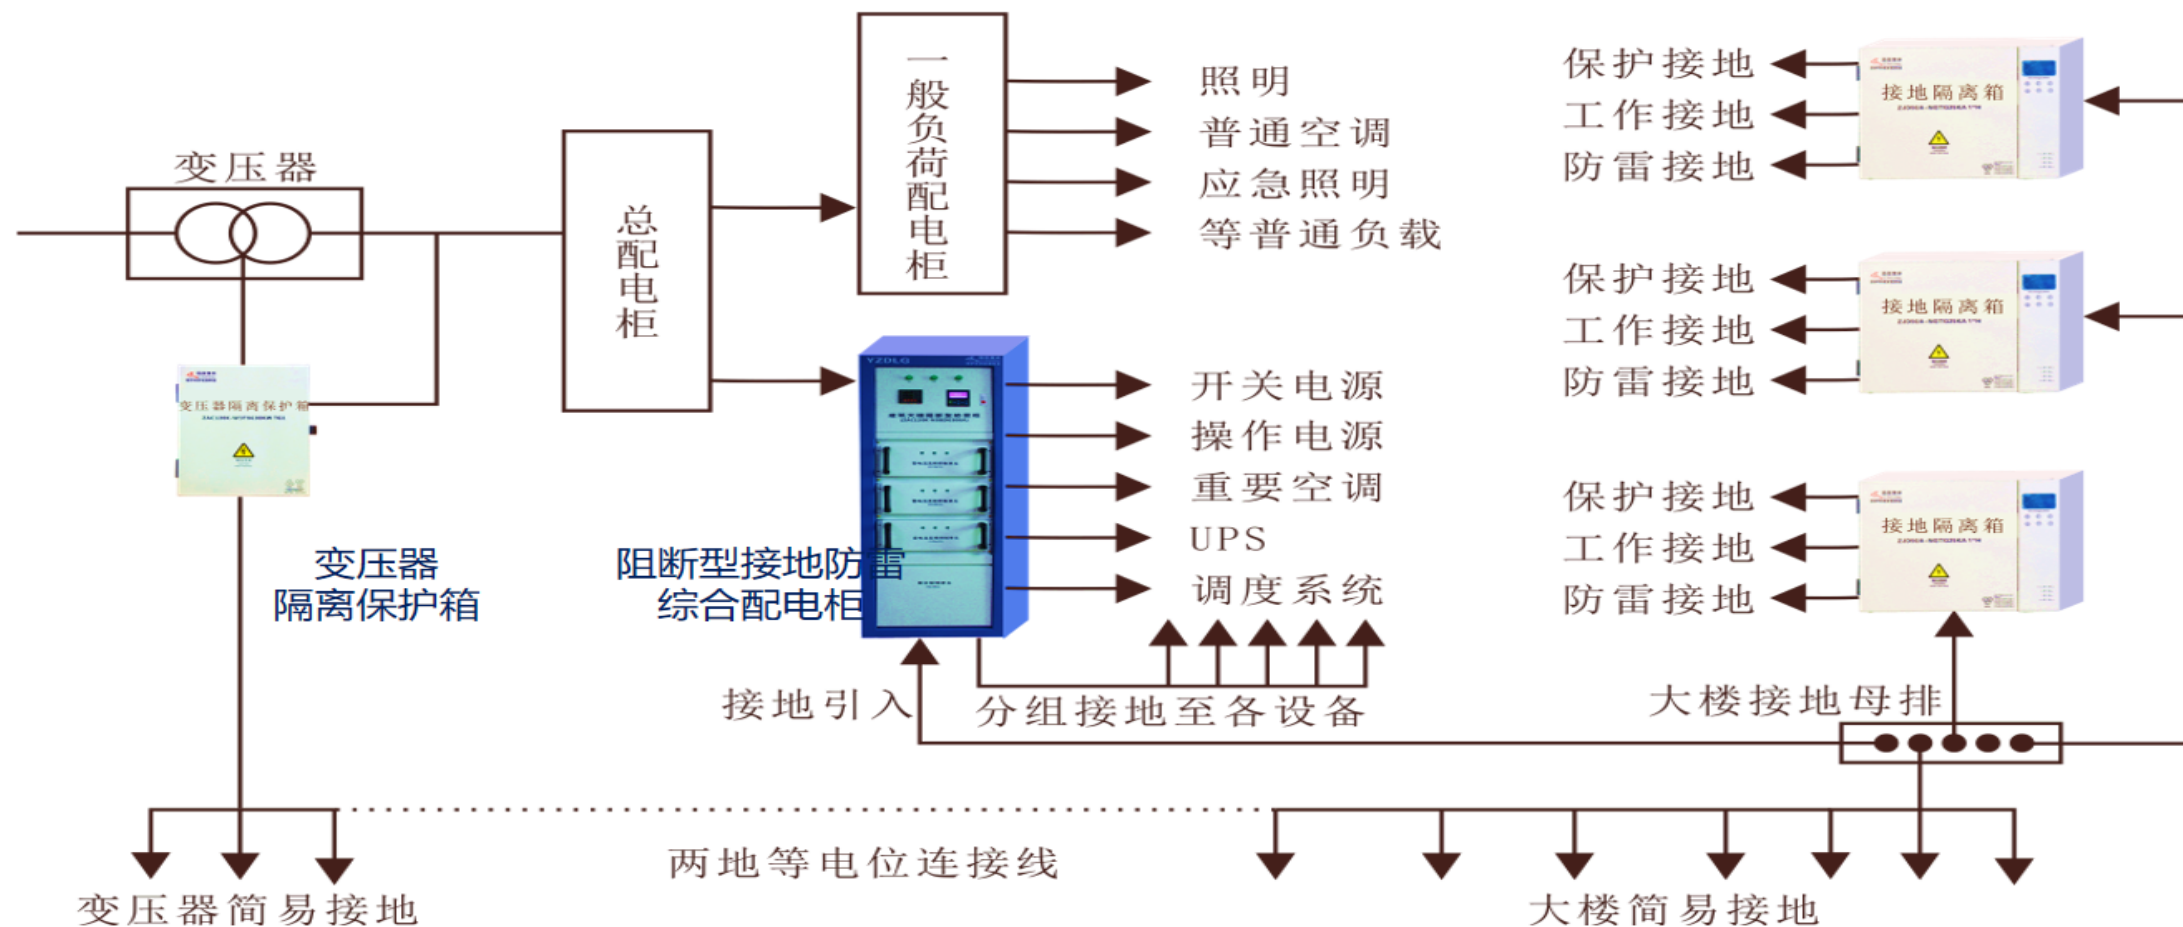 变压器
总配电柜
一般负荷配电柜
照明
普通空调
应急照明
等普通负载
YZDLG
开关电源
操作电源
重要空调
UPS
调度系统
变压器隔离保护箱
变压器
隔离保护箱
阻断型接地防雷
综合配电柜
接地引入
分组接地至各设备
保护接地
工作接地
防雷接地
接地隔离箱
保护接地
工作接地
防雷接地
接地隔离箱
保护接地
工作接地
防雷接地
接地隔离箱
大楼接地母排
两地等电位连接线
变压器简易接地
大楼简易接地